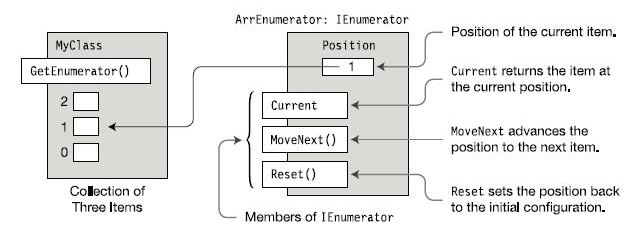 ArrEnumerator: IEnumerator
MyClass
GetEnumerator()
2
1
0
Collection of
Three Items
Position
1
Current
MoveNext()
Reset()
Members of IEnumerator
Position of the current item.
Current returns the item at
the current position.
MoveNext advances the
position to the next item.
Reset sets the position back
to the initial configuration.